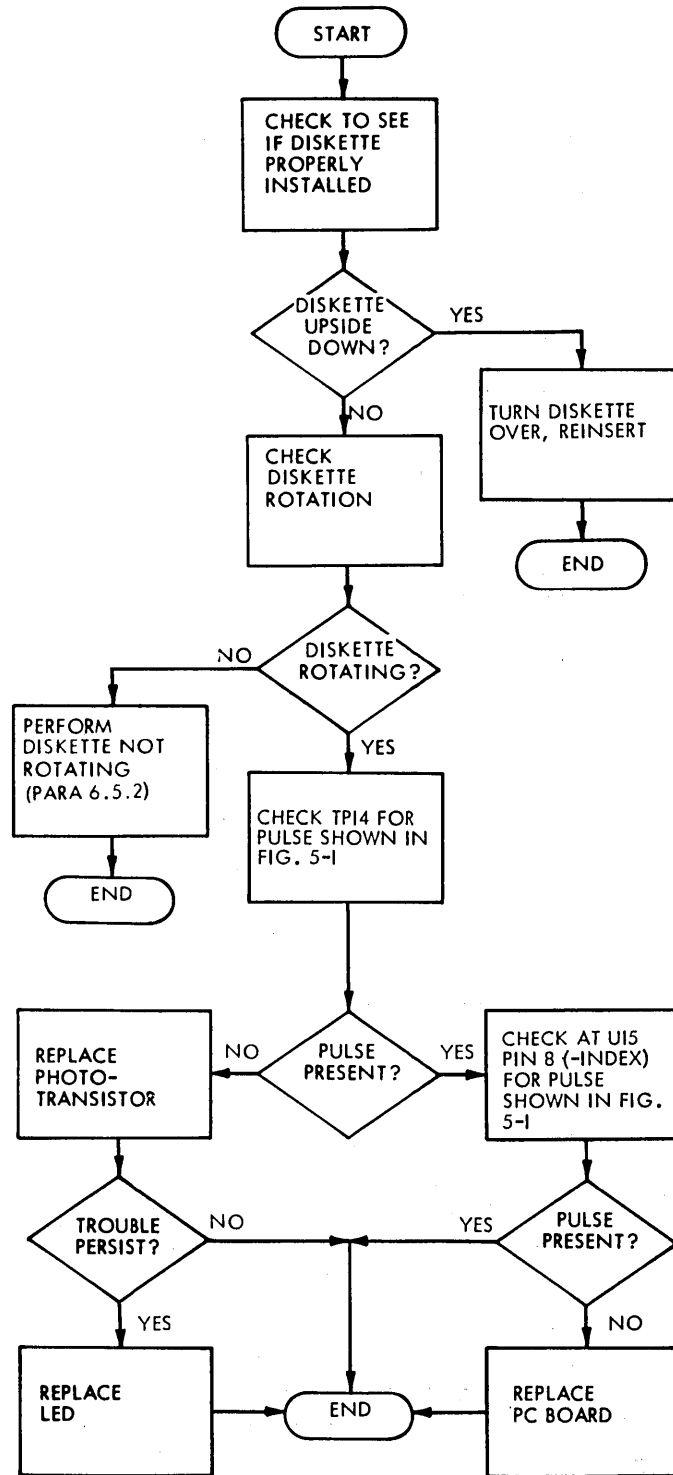 START
CHECK TO SEE
IF DISKETTE
PROPERLY
INSTALLED
DISKETTE
UPSIDE
DOWN?
YES
NO
TURN DISKETTE
OVER, REINSERT
END
CHECK
DISKETTE
ROTATION
DISKETTE
ROTATING?
NO
YES
PERFORM
DISKETTE NOT
ROTATING
(PARA 6.5.2)
END
CHECK TP14 FOR
PULSE SHOWN IN
FIG. 5-1
PULSE
PRESENT?
NO
YES
REPLACE
PHOTO-
TRANSISTOR
CHECK AT U15
PIN 8 (-INDEX)
FOR PULSE
SHOWN IN FIG.
5-1
TROUBLE
PERSIST?
NO
YES
PULSE
PRESENT?
YES
NO
REPLACE
LED
END
REPLACE
PC BOARD